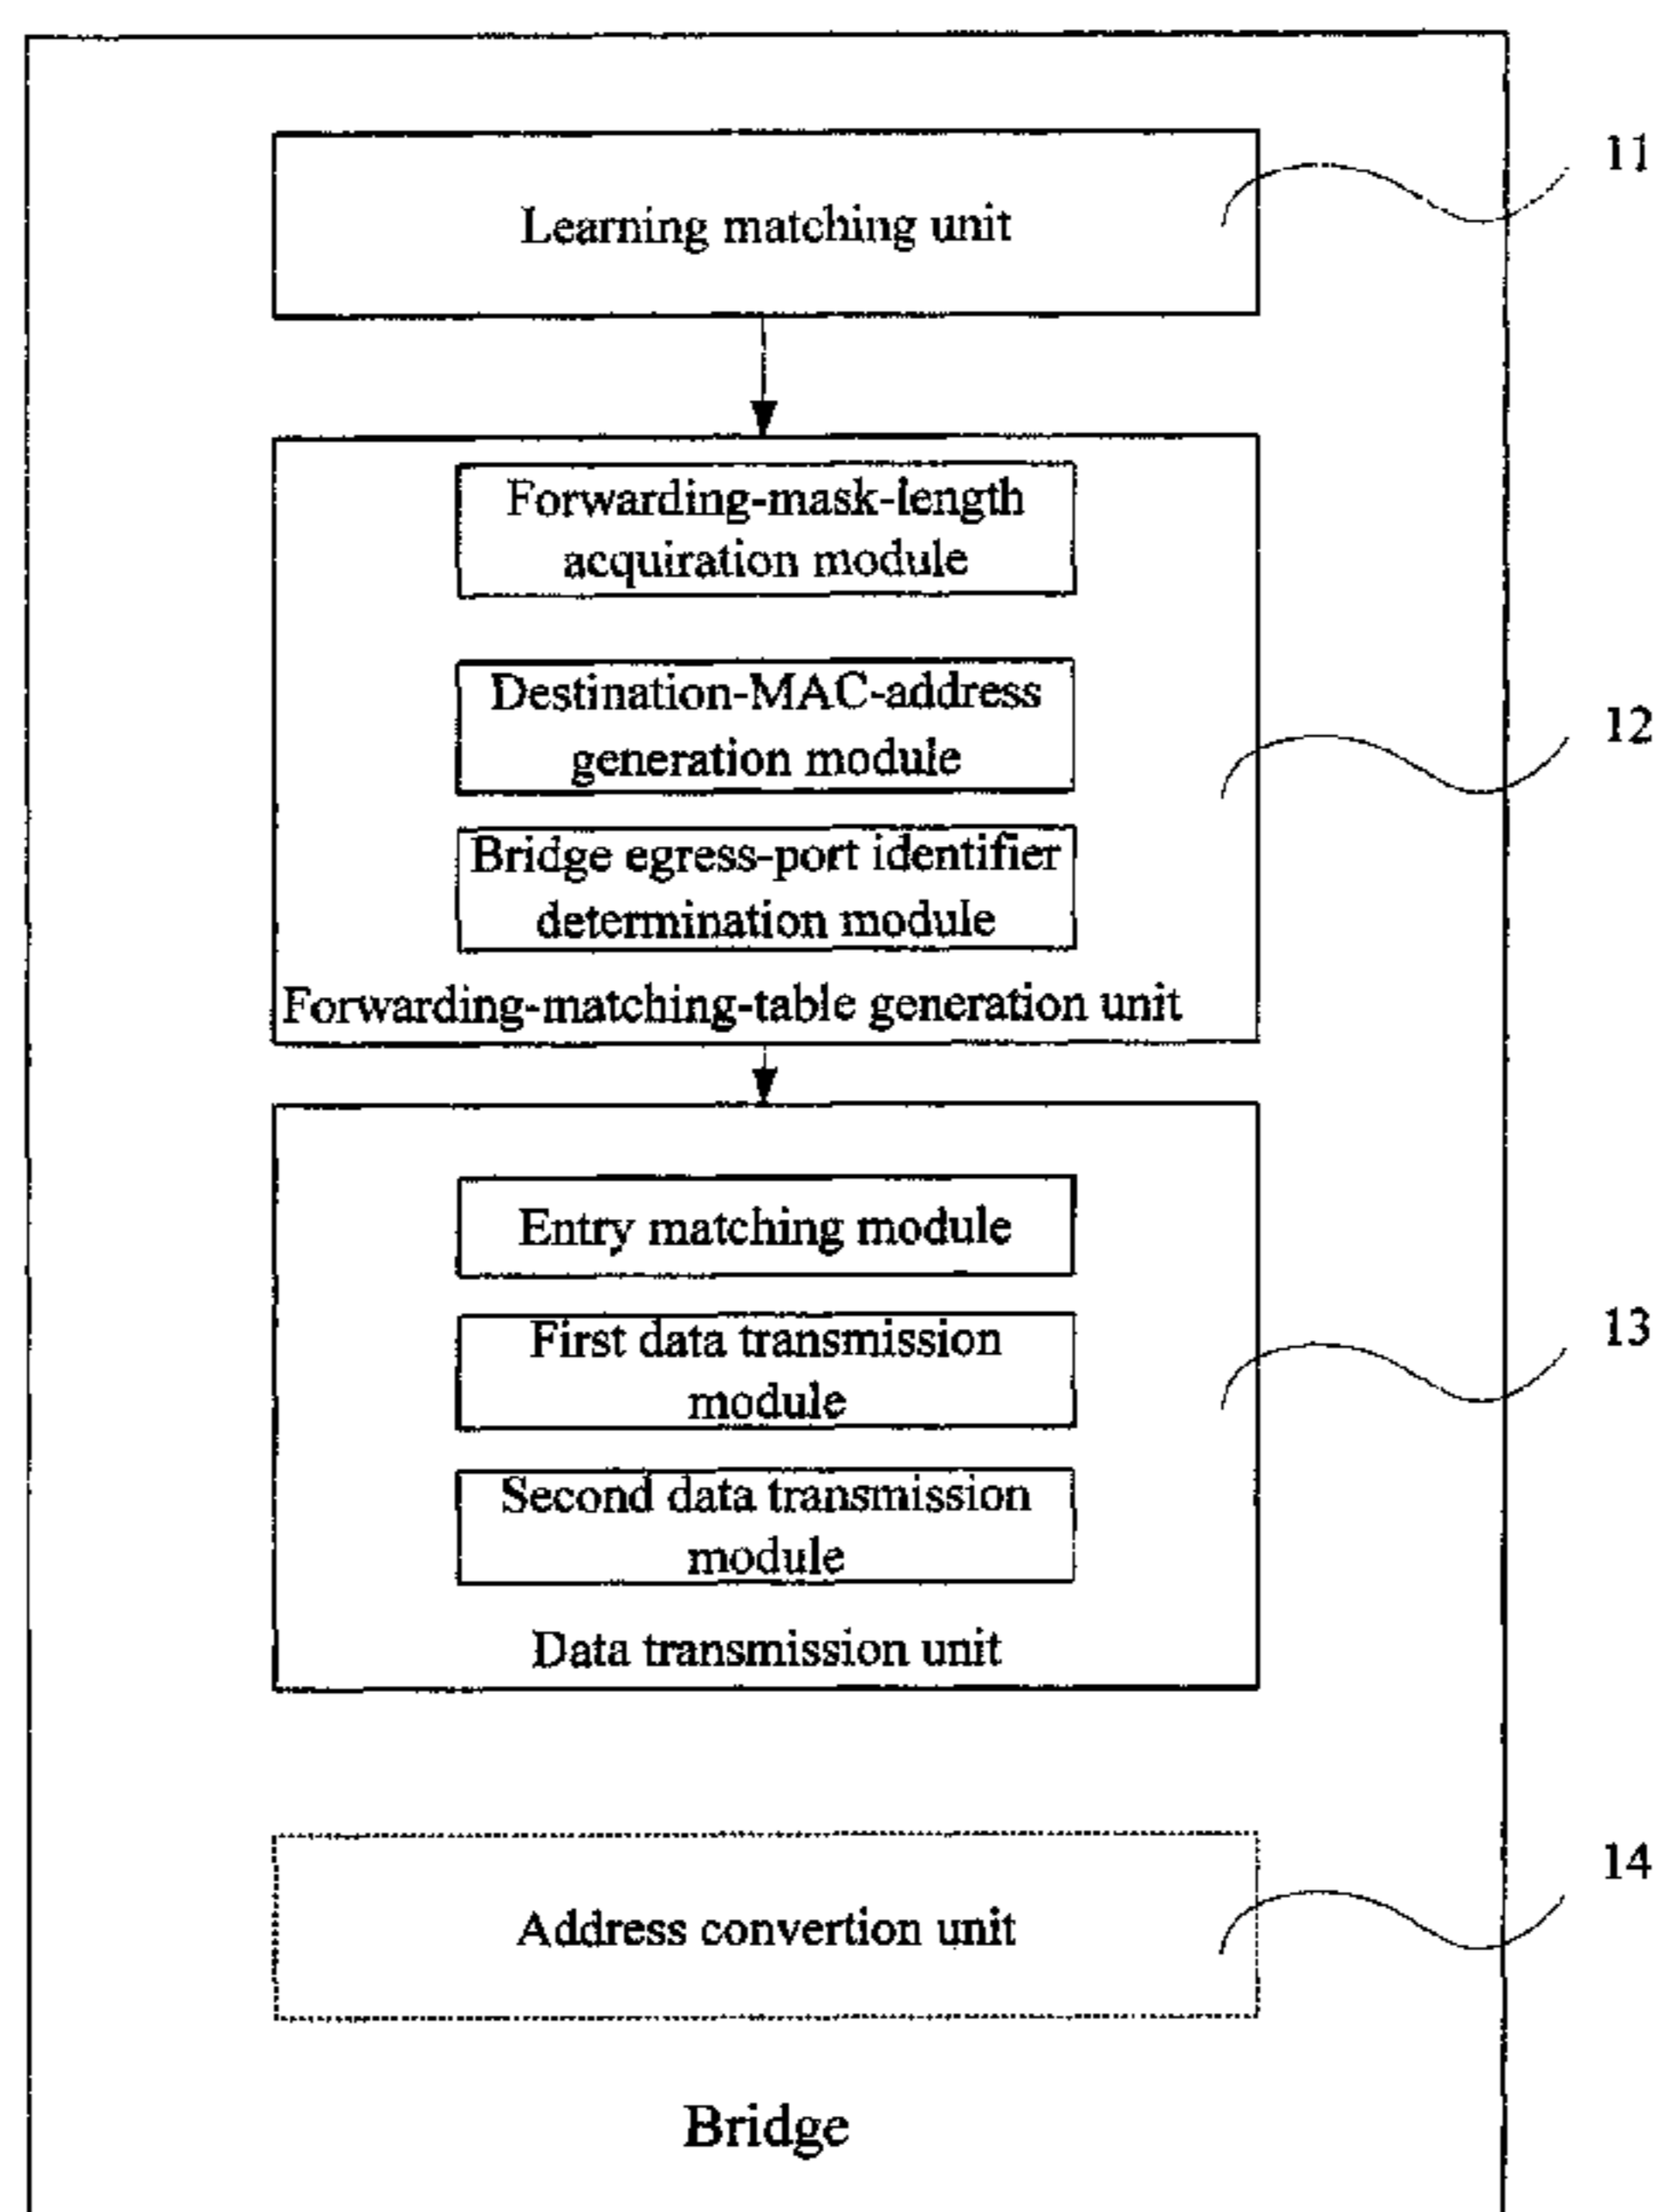 11
Learning matching unit
Forwarding-mask-length
acquiration module
Destination-MAC-address
generation module
12
Bridge egress-port identifier
determination module
Forwarding-matching-table generation unit
Entry matching module
First data transmission
module
13
Second data transmission
module
Data transmission unit
14
Address convertion unit
Bridge